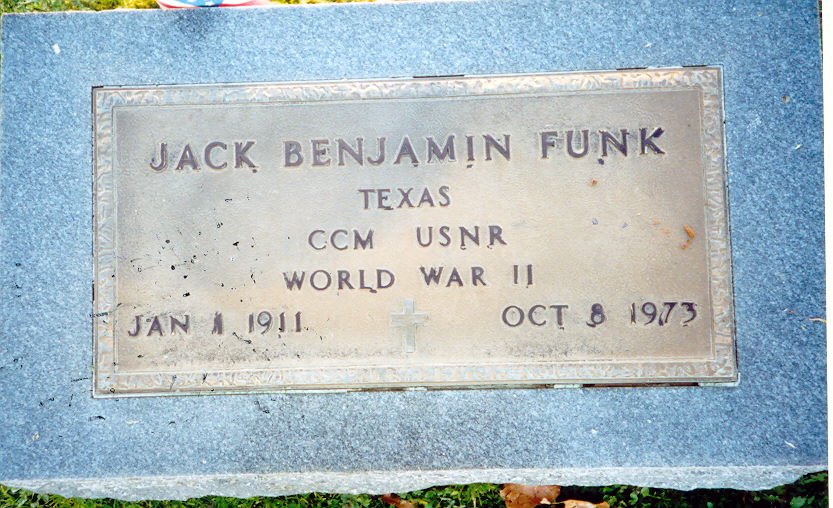 JACK BENJAMIN FUNK
TEXAS
CCM USNR
WORLD WAR II
JAN 1 1911 OCT 8 1973